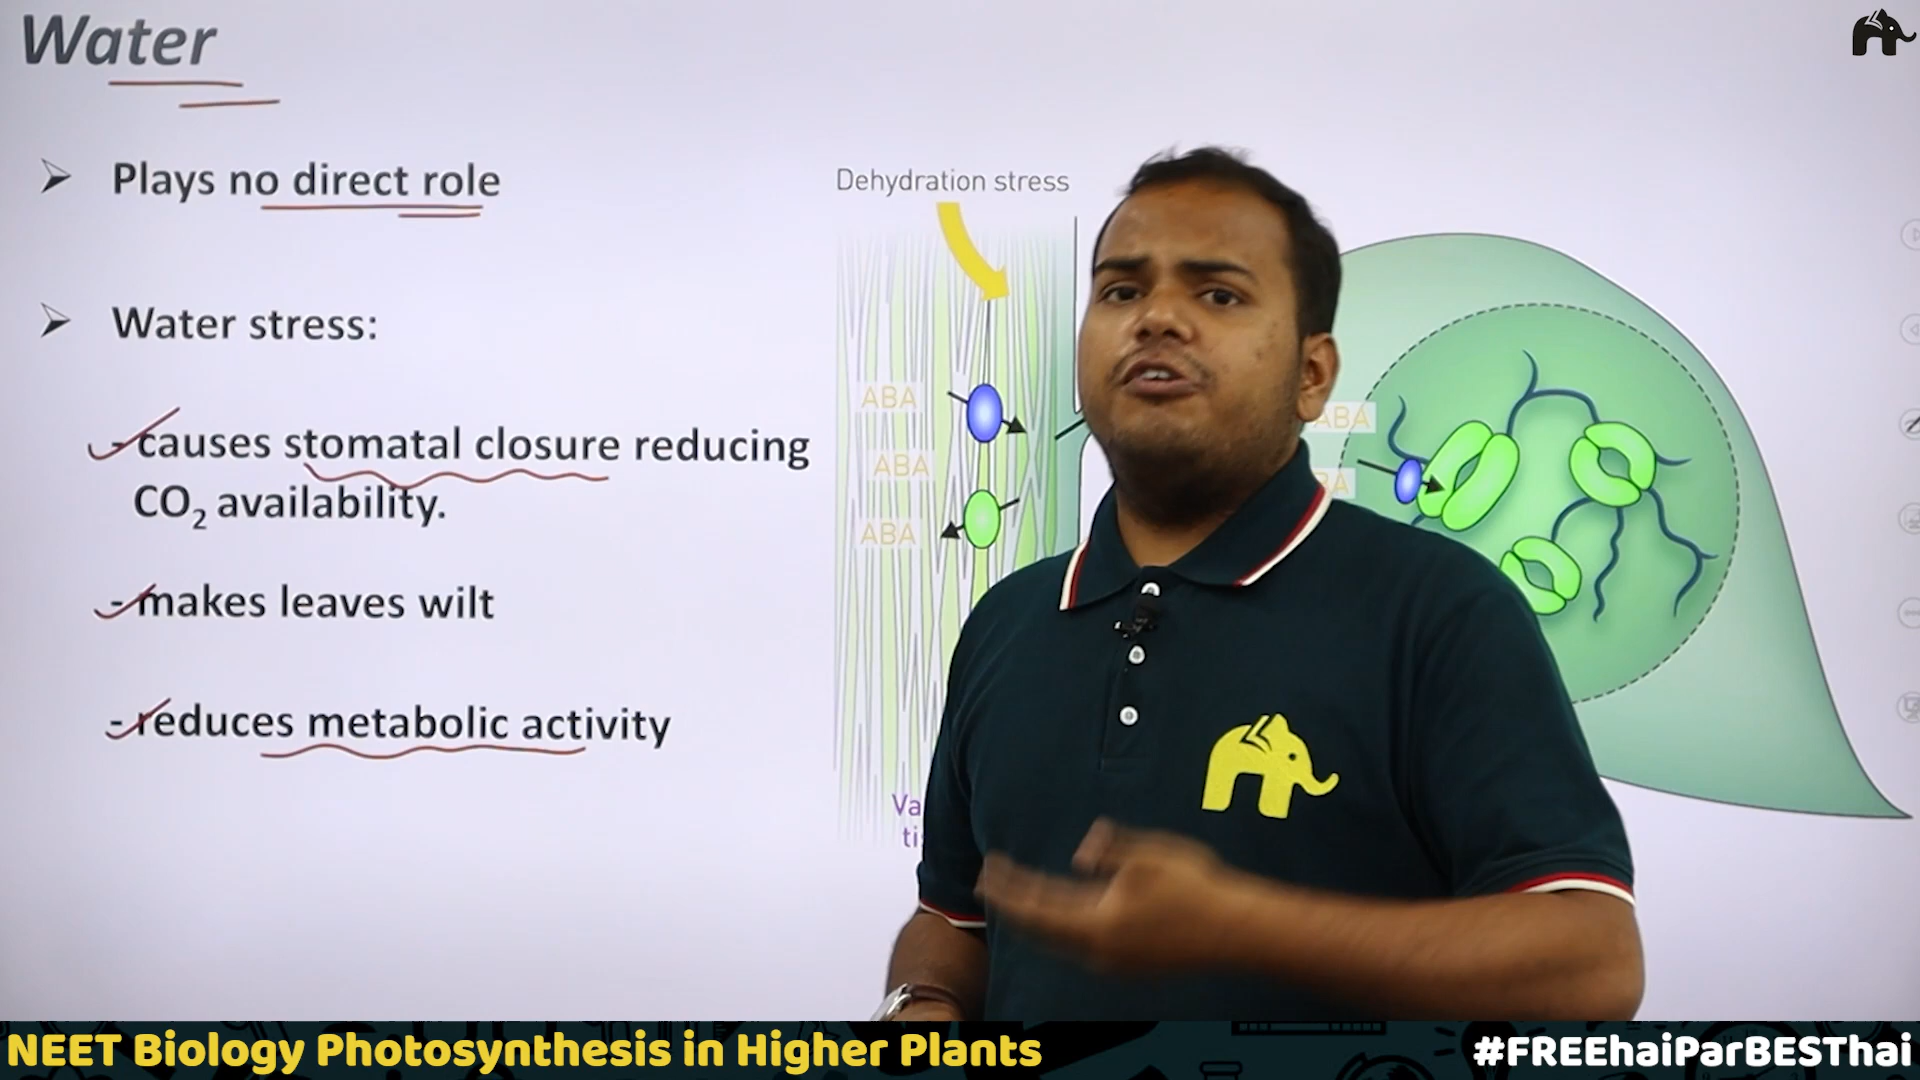 Water
➢ Plays no direct role
➢ Water stress:
- causes stomatal closure reducing
CO₂ availability.
- makes leaves wilt
- reduces metabolic activity
Dehydration stress
ABA
ABA
ABA
ABA
NEET Biology Photosynthesis in Higher Plants
#FREEhaiParBESThai